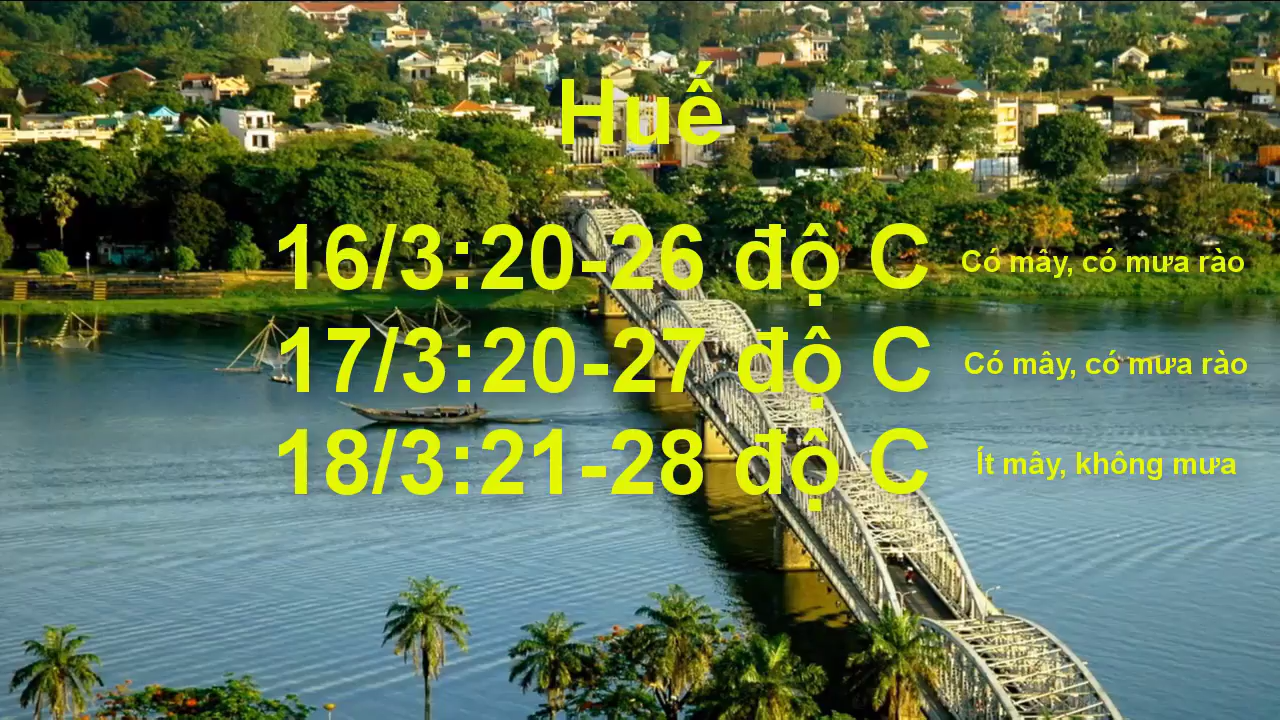 Huế
16/3:20-26 độ C Có mây, có mưa rào
17/3:20-27 độ C Có mây, cớ mưa rào
18/3:21-28 độ C Ít mây, không mưa